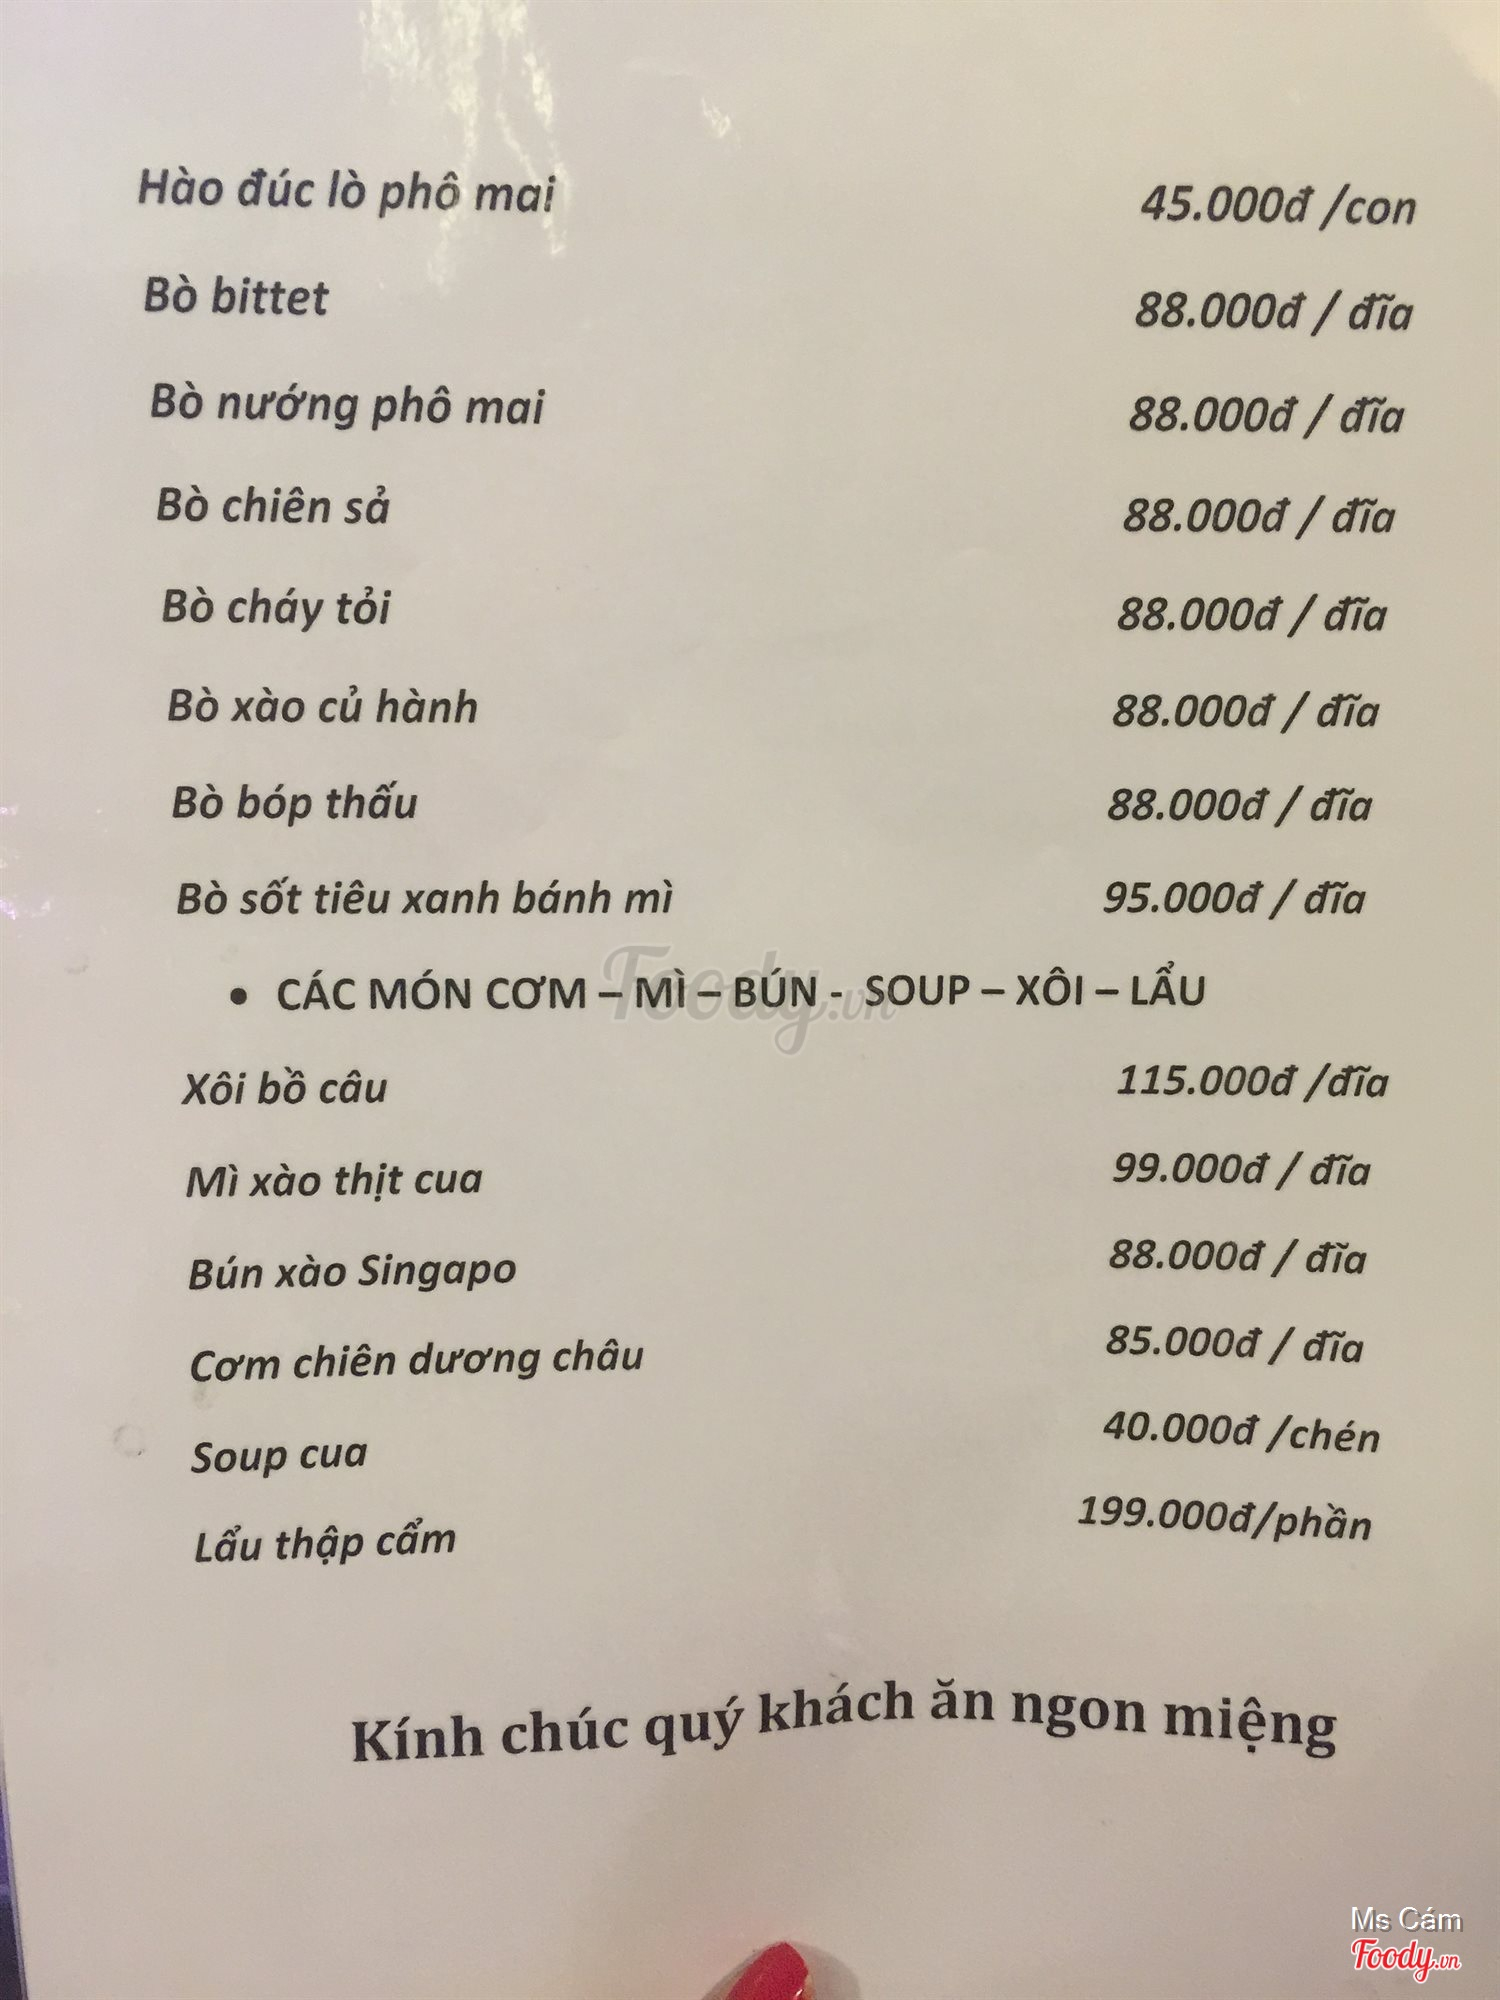 Hào đúc lò phô mai 45.000đ /con
Bò bittet 88.000đ / đĩa
Bò nướng phô mai 88.000đ / đĩa
Bò chiên sả 88.000đ / đĩa
Bò cháy tỏi 88.000đ / đĩa
Bò xào củ hành 88.000đ / đĩa
Bò bóp thấu 88.000đ / đĩa
Bò sốt tiêu xanh bánh mì 95.000đ / đĩa
• CÁC MÓN CƠM – MÌ – BÚN - SOUP – XÔI – LẨU
Foody.vn
Xôi bồ câu 115.000đ /đĩa
Mì xào thịt cua 99.000đ / đĩa
Bún xào Singapo 88.000đ / đĩa
Cơm chiên dương châu 85.000đ / đĩa
Soup cua 40.000đ /chén
Lẩu thập cẩm 199.000đ/phần
Kính chúc quý khách ăn ngon miệng
Ms Cám
Foody.vn